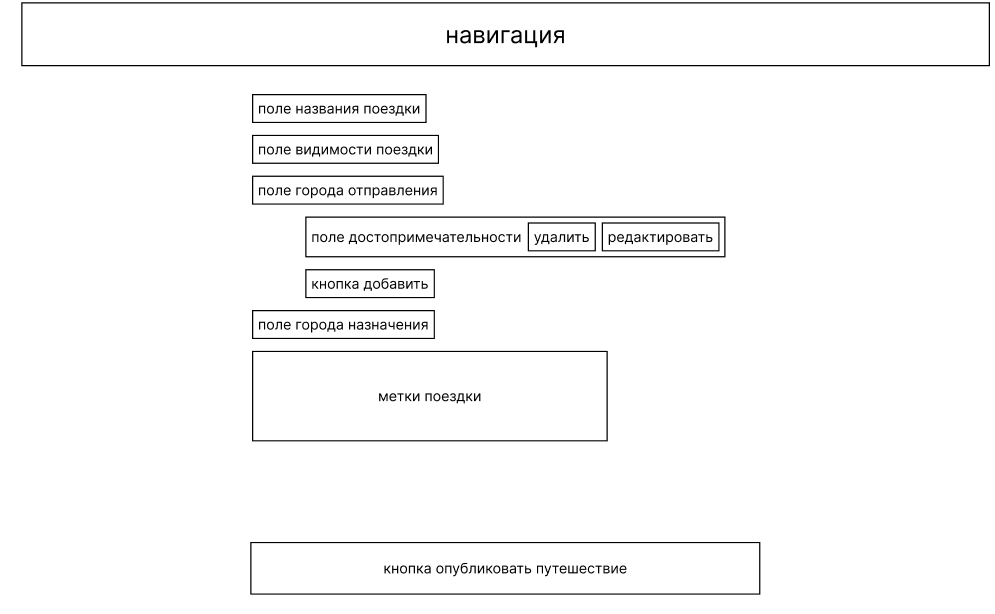 навигация
поле названия поездки
поле видимости поездки
поле города отправления
поле достопримечательности удалить редактировать
кнопка добавить
поле города назначения
метки поездки
кнопка опубликовать путешествие